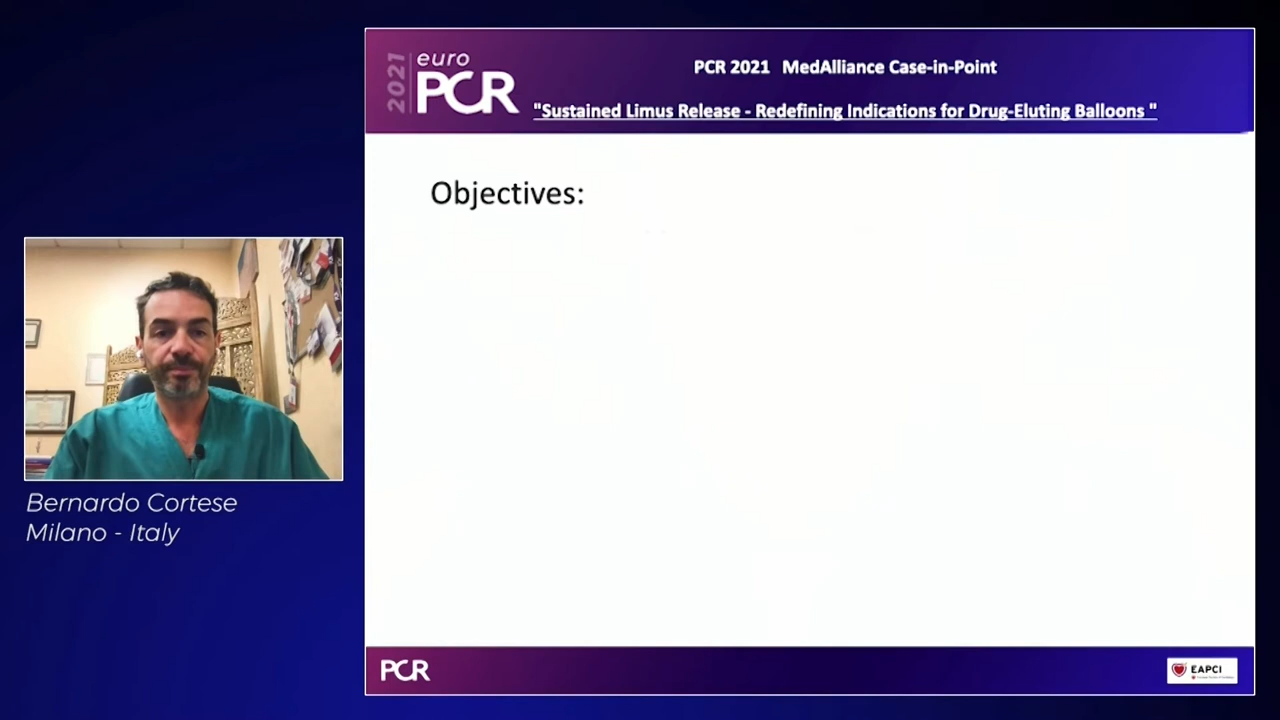 2021
euro
PCR
PCR 2021 MedAlliance Case-in-Point
"Sustained Limus Release - Redefining Indications for Drug-Eluting Balloons "
Objectives:
Bernardo Cortese
Milano - Italy
PCR
EAPCI